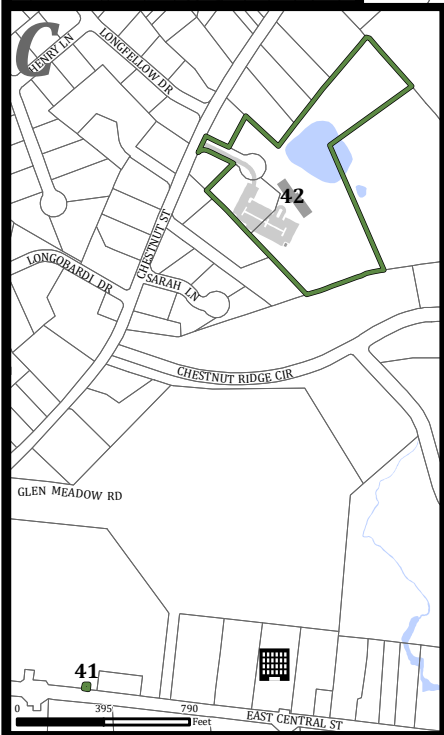 C
HENRY LN
LONGFELLOW DR
42
CHESTNUT ST
LONGOBARDI DR
SARAH LN
CHESTNUT RIDGE CIR
GLEN MEADOW RD
41
0 395 790
Feet
EAST CENTRAL ST